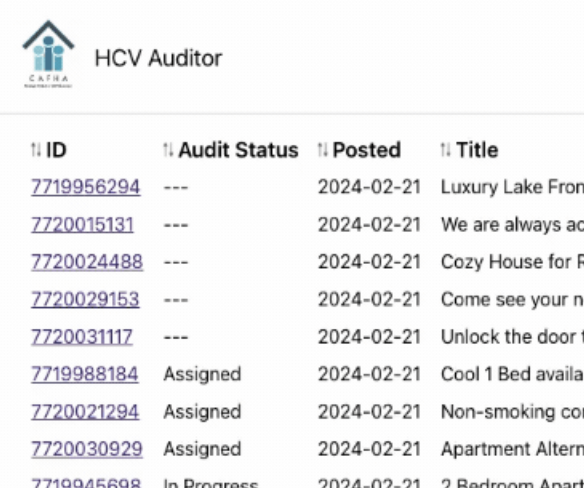 CAFHA
HCV Auditor
ID Audit Status Posted Title
7719956294 --- 2024-02-21 Luxury Lake Fron
7720015131 --- 2024-02-21 We are always ac
7720024488 --- 2024-02-21 Cozy House for R
7720029153 --- 2024-02-21 Come see your n
7720031117 --- 2024-02-21 Unlock the door t
7719988184 Assigned 2024-02-21 Cool 1 Bed availa
7720021294 Assigned 2024-02-21 Non-smoking cor
7720030929 Assigned 2024-02-21 Apartment Altern
7719945698 In Progress 2024-02-21 2 Bedroom Apart